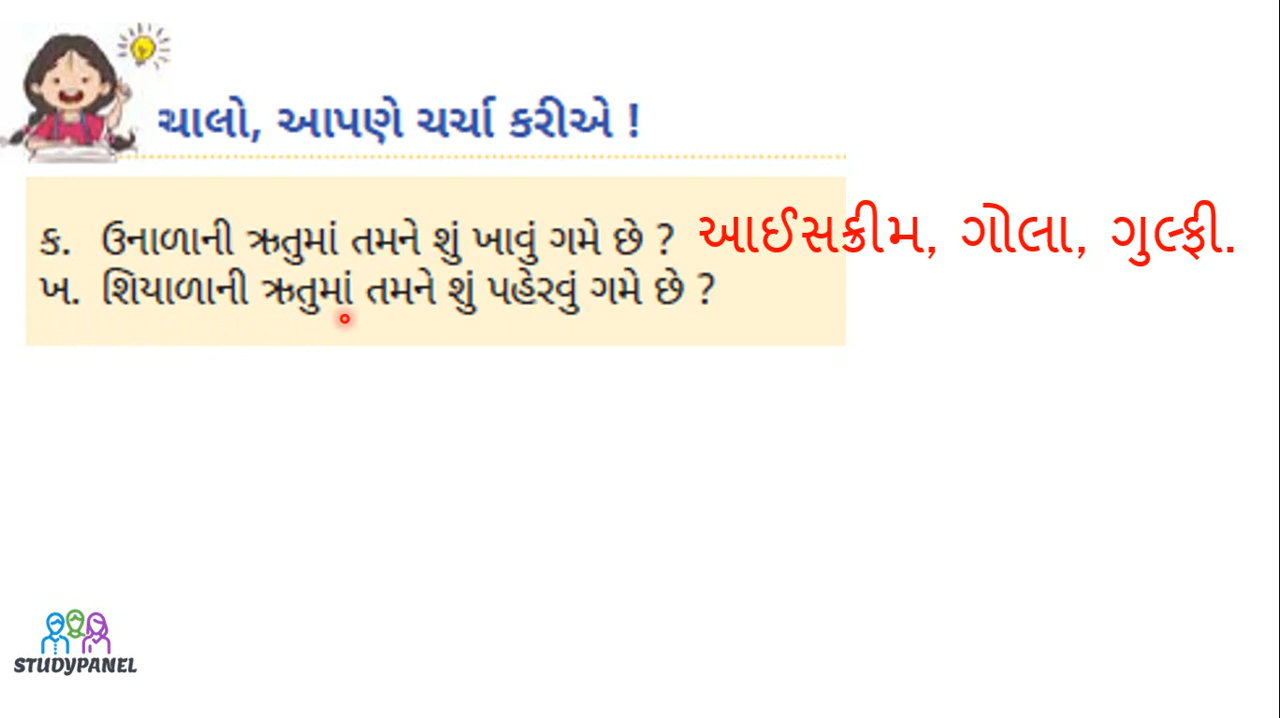 ચાલો, આપણે ચર્ચા કરીએ !
ક. ઉનાળાની ઋતુમાં તમને શું ખાવું ગમે છે ? આઈસક્રીમ, ગોલા, ગુલ્ફી.
ખ. શિયાળાની ઋતુમાં તમને શું પહેરવું ગમે છે ?
STUDYPANEL